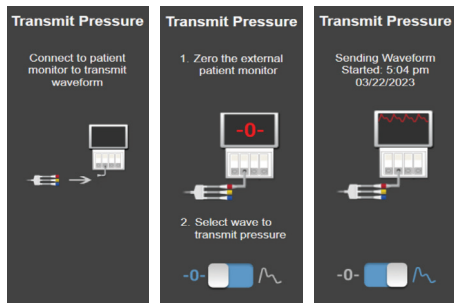 Transmit Pressure
Connect to patient
monitor to transmit
waveform
Transmit Pressure
1. Zero the external
patient monitor
-0-
2. Select wave to
transmit pressure
-0-
Transmit Pressure
Sending Waveform
Started: 5:04 pm
03/22/2023
-0-